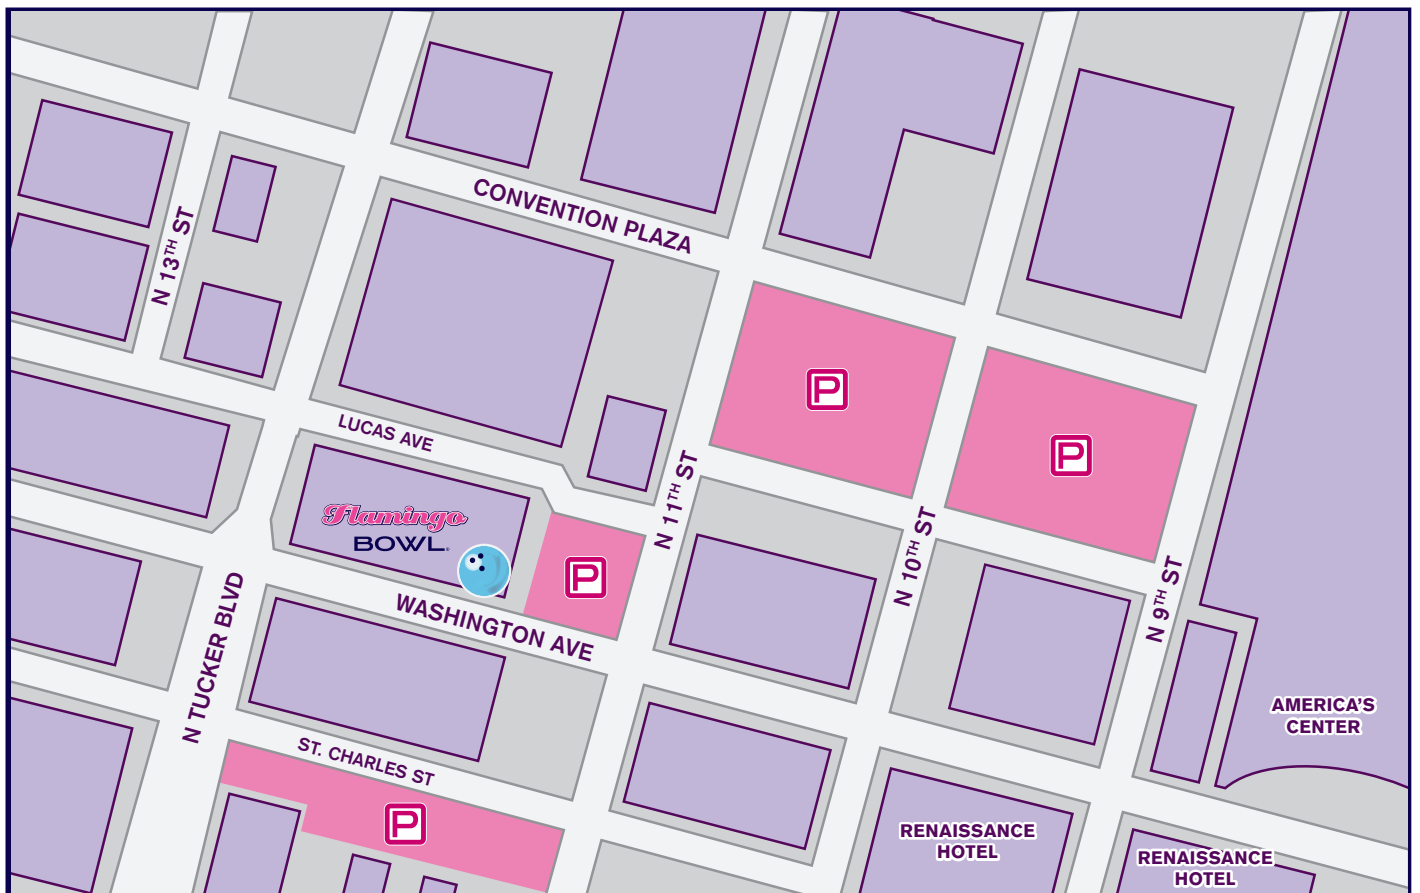 CONVENTION PLAZA
N 13TH ST
P
LUCAS AVE
P
N 11TH ST
Flamingo
BOWL.
P
N 10TH ST
N 9TH ST
WASHINGTON AVE
N TUCKER BLVD
AMERICA'S
CENTER
ST. CHARLES ST
P
RENAISSANCE
HOTEL
RENAISSANCE
HOTEL